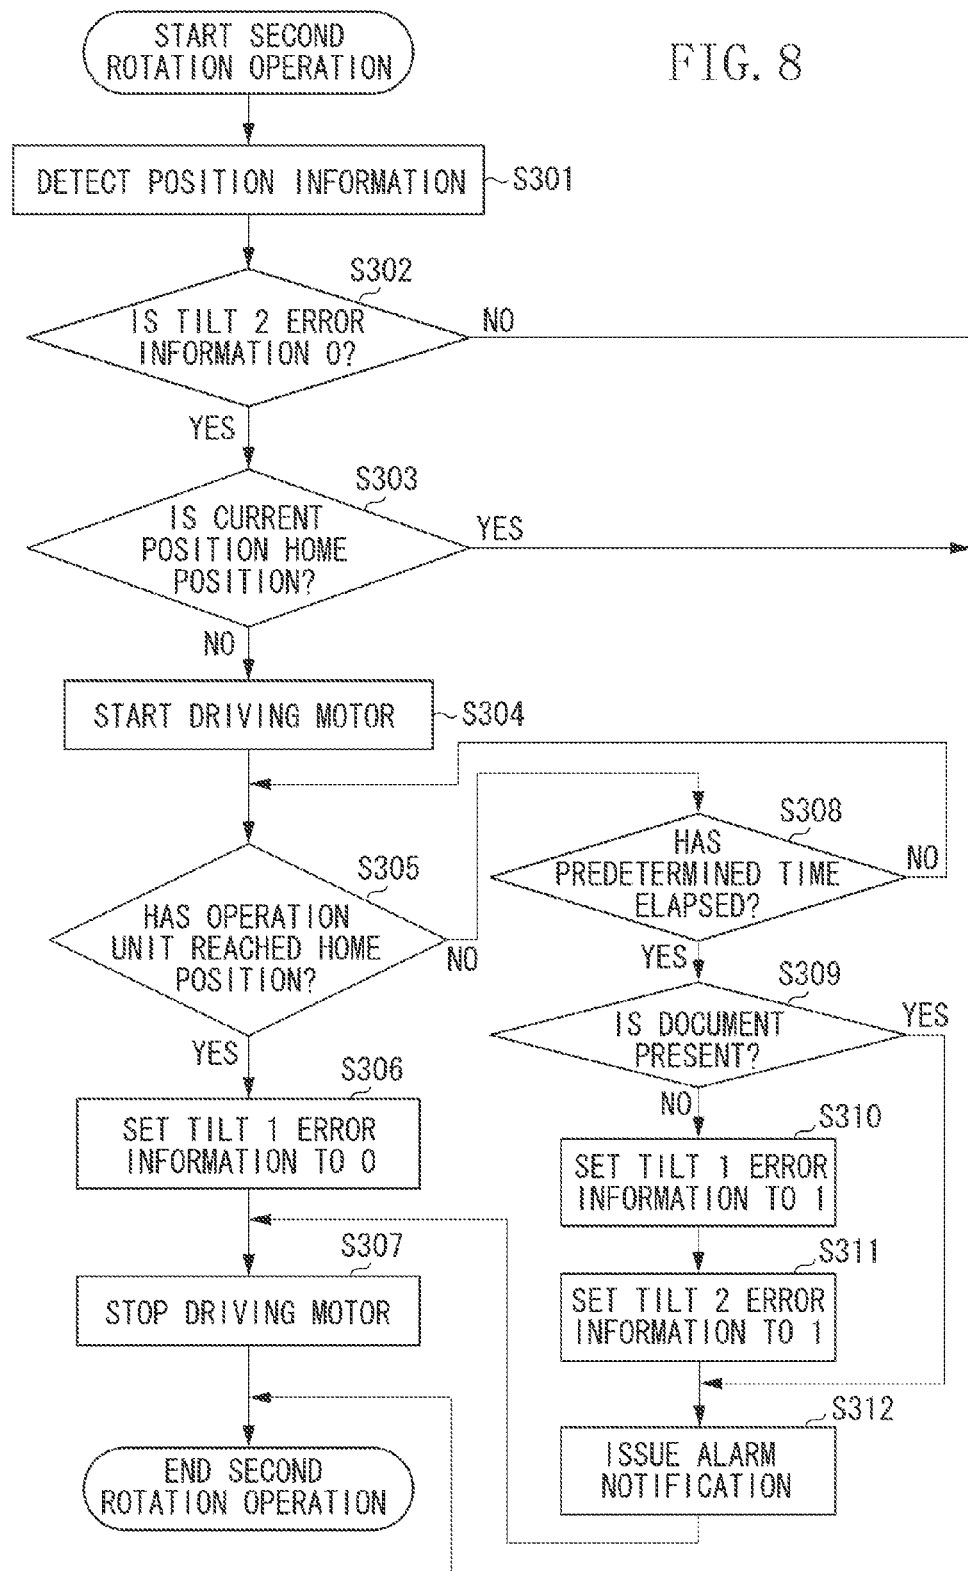 FIG. 8
START SECOND
ROTATION OPERATION
DETECT POSITION INFORMATION
S301
S302
IS TILT 2 ERROR
INFORMATION 0?
NO
YES
S303
IS CURRENT
POSITION HOME
POSITION?
YES
NO
START DRIVING MOTOR
S304
S305
HAS OPERATION
UNIT REACHED HOME
POSITION?
NO
YES
S306
SET TILT 1 ERROR
INFORMATION TO 0
S307
STOP DRIVING MOTOR
END SECOND
ROTATION OPERATION
S308
HAS
PREDETERMINED TIME
ELAPSED?
NO
YES
S309
IS DOCUMENT
PRESENT?
YES
NO
S310
SET TILT 1 ERROR
INFORMATION TO 1
S311
SET TILT 2 ERROR
INFORMATION TO 1
S312
ISSUE ALARM
NOTIFICATION